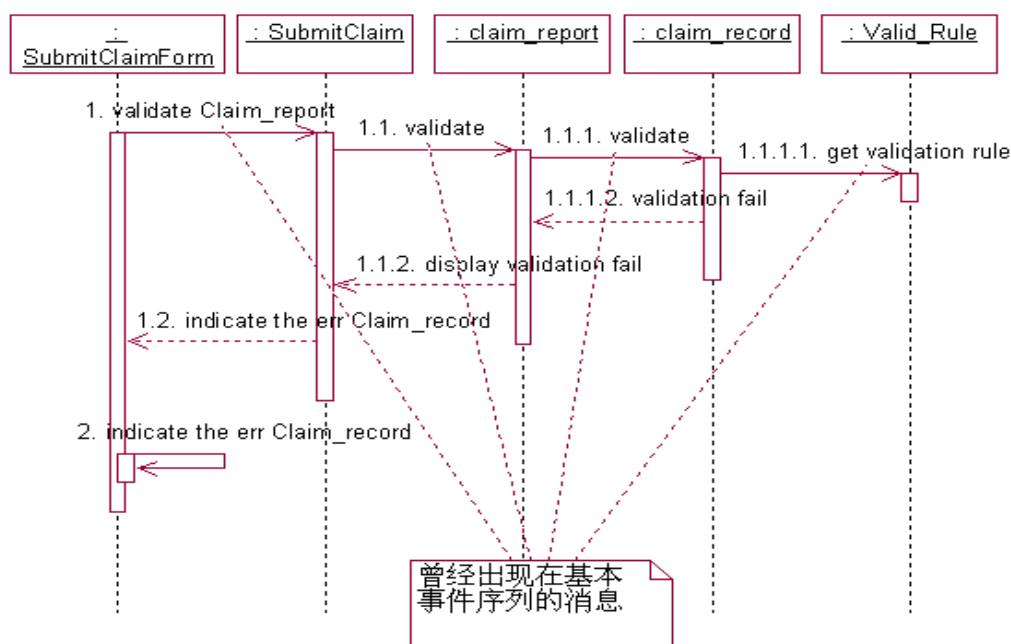 :
SubmitClaimForm
: SubmitClaim
: claim_report
: claim_record
: Valid_Rule
1. validate Claim_report
1.1. validate
1.1.1. validate
1.1.1.1. get validation rule
1.1.1.2. validation fail
1.1.2. display validation fail
1.2. indicate the err Claim_record
2. indicate the err Claim_record
曾经出现在基本
事件序列的消息